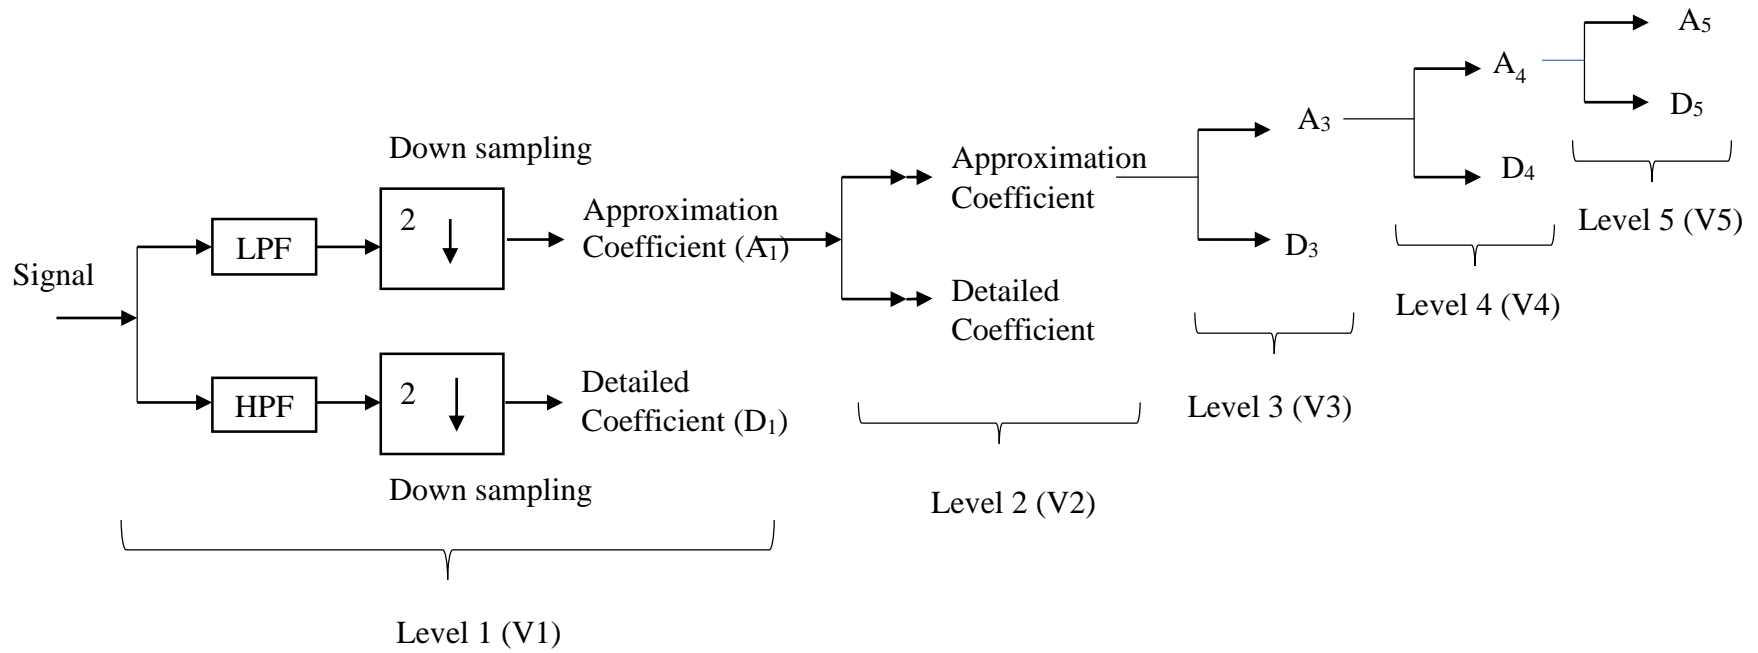 Signal
LPF
HPF
Down sampling
2
2
Down sampling
Approximation
Coefficient (A₁)
Detailed
Coefficient (D₁)
Level 1 (V1)
Approximation
Coefficient
Detailed
Coefficient
Level 2 (V2)
A₃
D₃
Level 3 (V3)
A₄
D₄
Level 4 (V4)
A₅
D₅
Level 5 (V5)